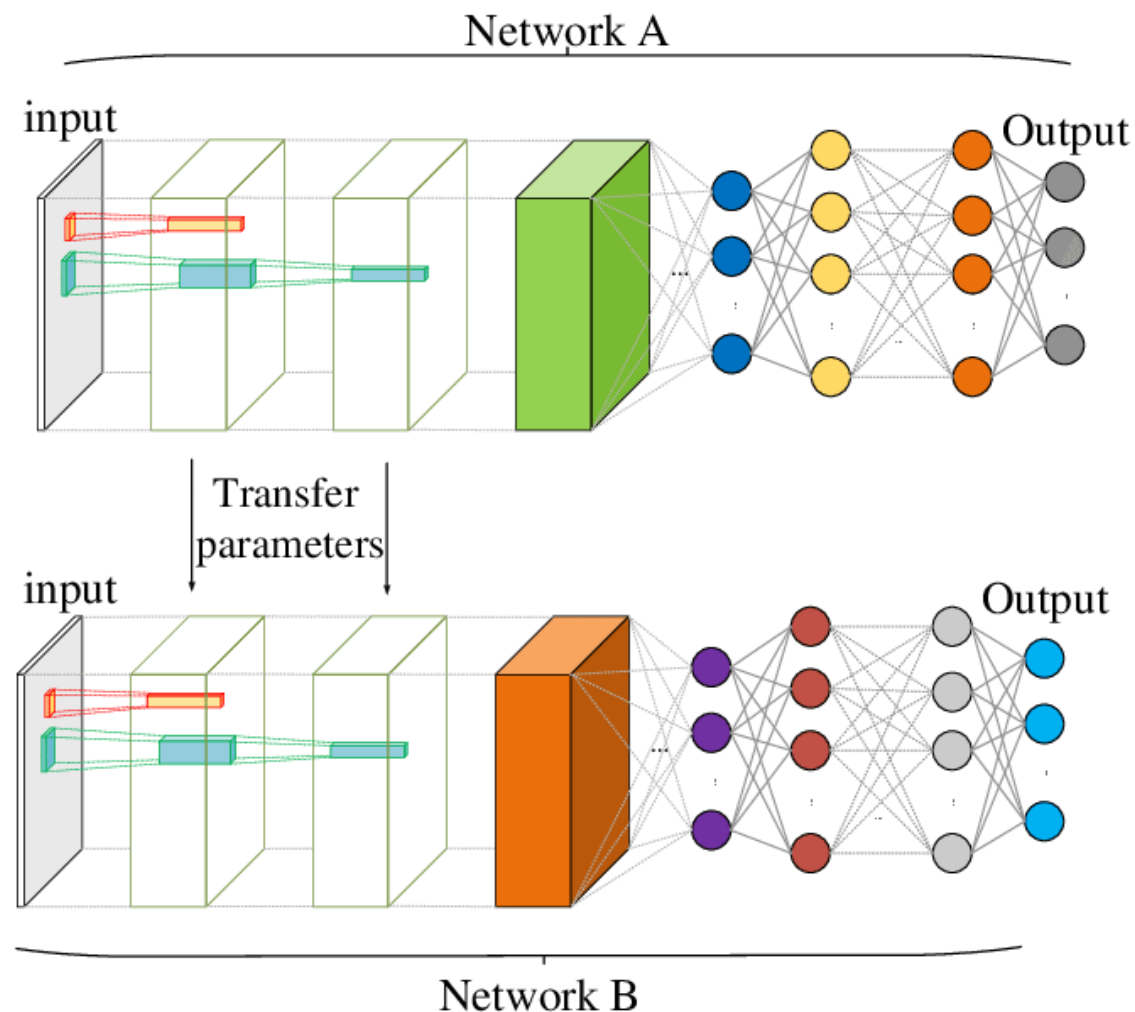 Network A
input
Output
...
Transfer
parameters
input
Output
...
Network B